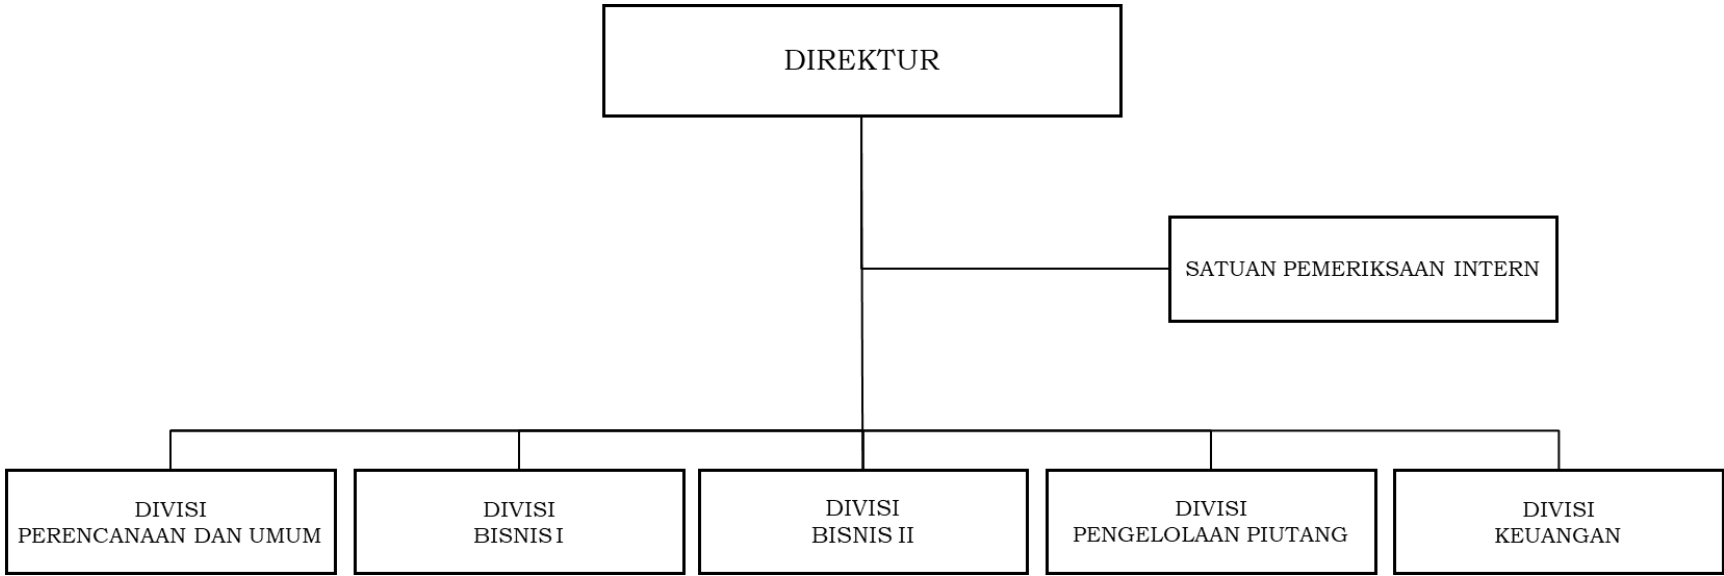 DIREKTUR
SATUAN PEMERIKSAAN INTERN
DIVISI
PERENCANAAN DAN UMUM
DIVISI
BISNIS I
DIVISI
BISNIS II
DIVISI
PENGELOLAAN PIUTANG
DIVISI
KEUANGAN